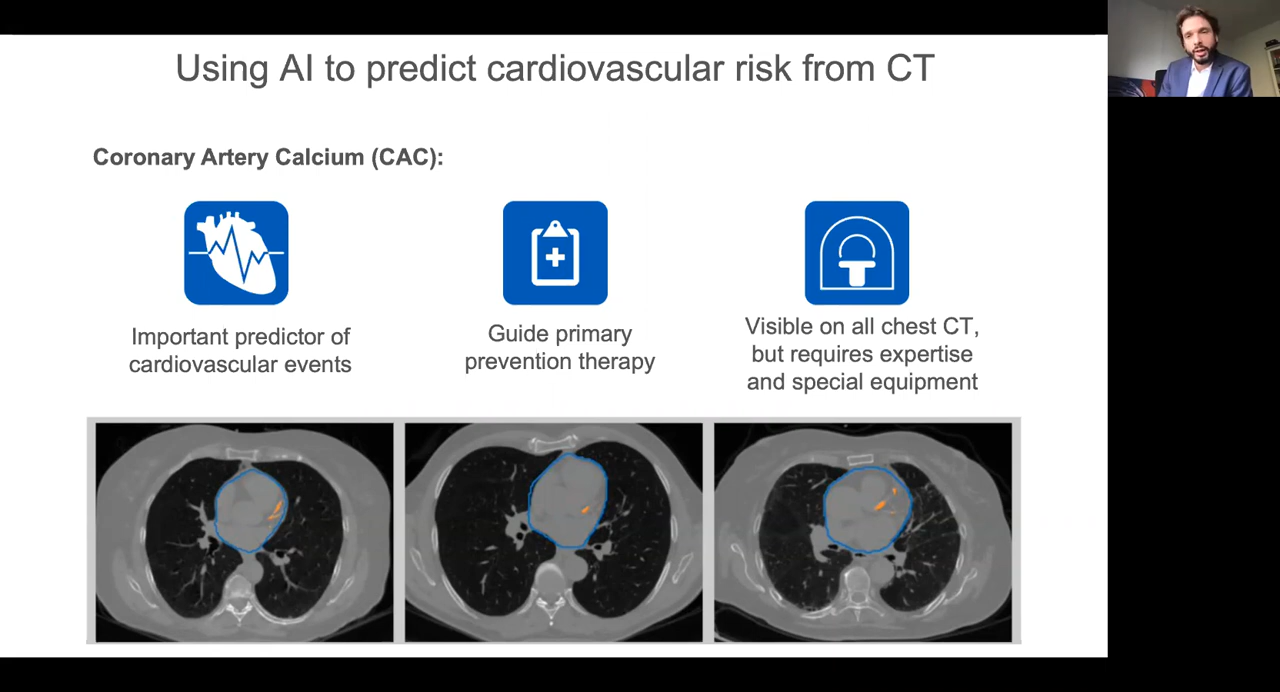 Using AI to predict cardiovascular risk from CT
Coronary Artery Calcium (CAC):
Important predictor of
cardiovascular events
Guide primary
prevention therapy
Visible on all chest CT,
but requires expertise
and special equipment